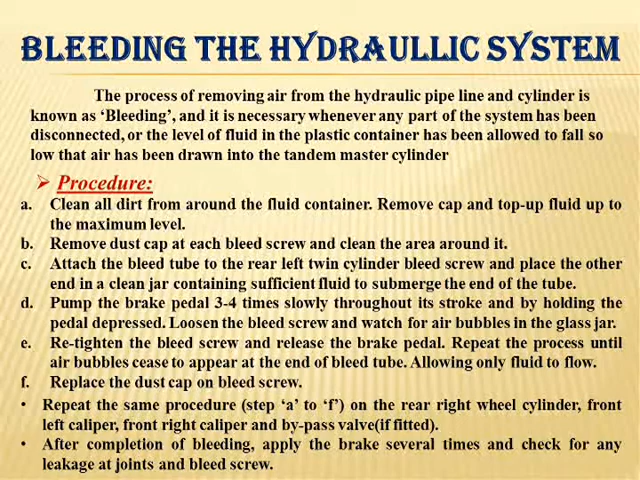 BLEEDING THE HYDRAULLIC SYSTEM
The process of removing air from the hydraulic pipe line and cylinder is
known as ‘Bleeding’, and it is necessary whenever any part of the system has been
disconnected, or the level of fluid in the plastic container has been allowed to fall so
low that air has been drawn into the tandem master cylinder
➢ Procedure:
a. Clean all dirt from around the fluid container. Remove cap and top-up fluid up to
the maximum level.
b. Remove dust cap at each bleed screw and clean the area around it.
c. Attach the bleed tube to the rear left twin cylinder bleed screw and place the other
end in a clean jar containing sufficient fluid to submerge the end of the tube.
d. Pump the brake pedal 3-4 times slowly throughout its stroke and by holding the
pedal depressed. Loosen the bleed screw and watch for air bubbles in the glass jar.
e. Re-tighten the bleed screw and release the brake pedal. Repeat the process until
air bubbles cease to appear at the end of bleed tube. Allowing only fluid to flow.
f. Replace the dust cap on bleed screw.
• Repeat the same procedure (step ‘a’ to ‘f’) on the rear right wheel cylinder, front
left caliper, front right caliper and by-pass valve(if fitted).
• After completion of bleeding, apply the brake several times and check for any
leakage at joints and bleed screw.